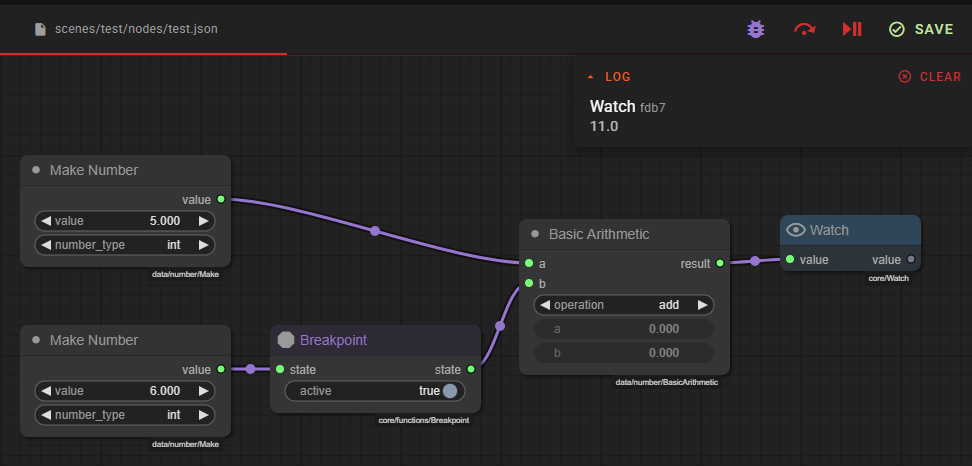 scenes/test/nodes/test.json
SAVE
LOG
CLEAR
Watch fdb7
11.0
Make Number
value
value 5.000
number_type int
data/number/Make
Make Number
value
value 6.000
number_type int
data/number/Make
Breakpoint
state state
active true
core/functions/Breakpoint
Basic Arithmetic
a result
b
operation add
a 0.000
b 0.000
data/number/BasicArithmetic
Watch
value value
core/Watch